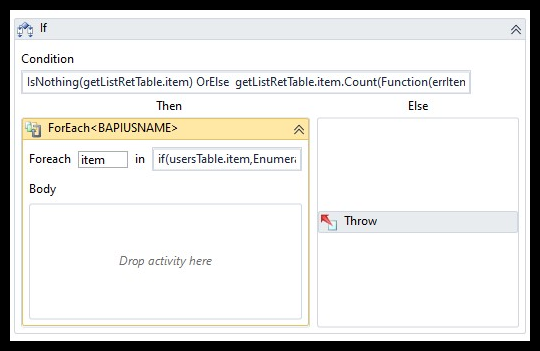 If
Condition
IsNothing(getListRetTable.item) OrElse getListRetTable.item.Count(Function(errIten
Then
Else
ForEach<BAPIUSNAME>
Foreach item in if(usersTable.item,Enumera
Body
Drop activity here
Throw